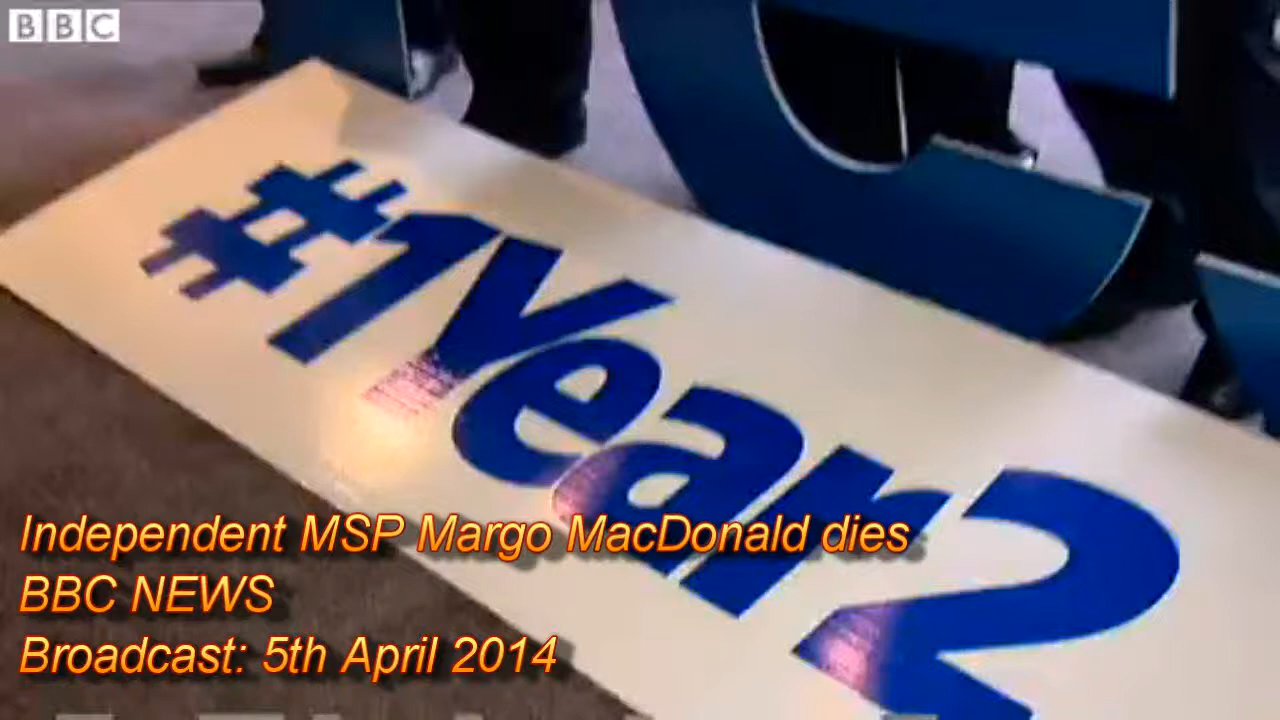 BBC
#1Year2
Independent MSP Margo MacDonald dies
BBC NEWS
Broadcast: 5th April 2014